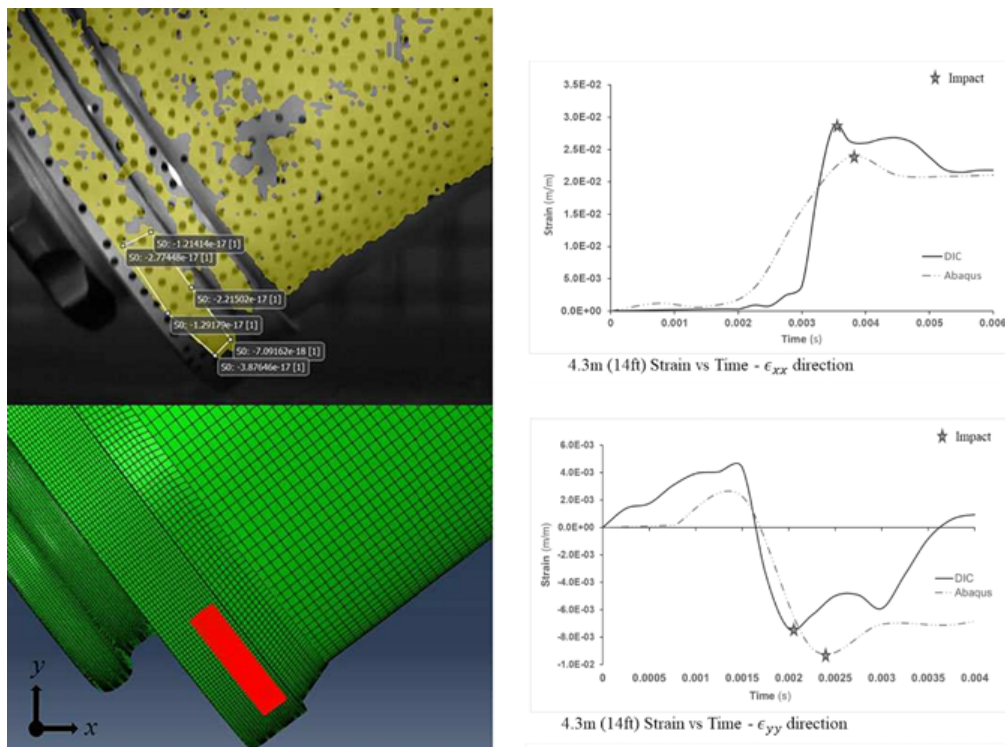 S0: -1.21414e-17 [1]
S0: -2.77448e-17 [1]
S0: -2.21502e-17 [1]
S0: -1.29179e-17 [1]
S0: -7.09162e-18 [1]
S0: -3.87646e-17 [1]
y
x
Impact
3.5E-02
3.0E-02
2.5E-02
2.0E-02
1.5E-02
1.0E-02
5.0E-03
0.0E+00
Strain (m/m)
DIC
Abaqus
0 0.001 0.002 0.003 0.004 0.005 0.006
Time (s)
4.3m (14ft) Strain vs Time - ϵxx direction
Impact
6.0E-03
4.0E-03
2.0E-03
0.0E+00
-2.0E-03
-4.0E-03
-6.0E-03
-8.0E-03
-1.0E-02
Strain (m/m)
DIC
Abaqus
0 0.0005 0.001 0.0015 0.002 0.0025 0.003 0.0035 0.004
Time (s)
4.3m (14ft) Strain vs Time - ϵyy direction